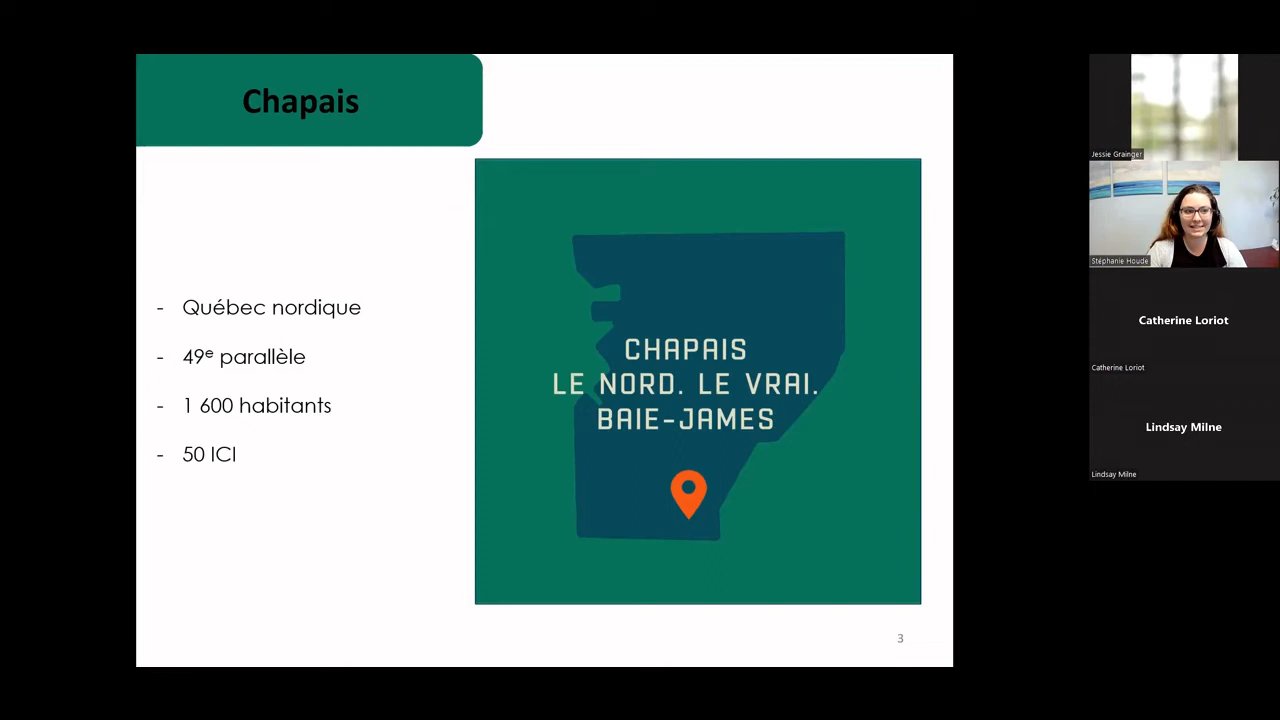 Chapais
- Québec nordique
- 49e parallèle
- 1 600 habitants
- 50 ICI
CHAPAIS
LE NORD. LE VRAI.
BAIE-JAMES
3
Jessie Grainger
Stéphanie Houde
Catherine Loriot
Catherine Loriot
Lindsay Milne
Lindsay Milne